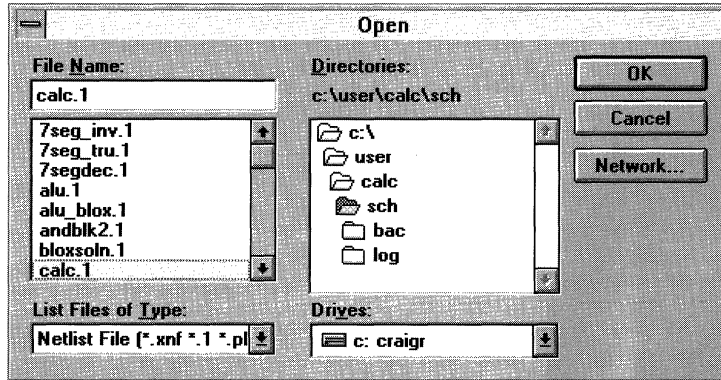 Open
File Name:
calc.1
7seg_inv.1
7seg_tru.1
7segdec.1
alu.1
alu_blox.1
andblk2.1
bloxsoln.1
calc.1
List Files of Type:
Netlist File (*.xnf *.1 *.pl
Directories:
c:\user\calc\sch
c:\
user
calc
sch
bac
log
Drives:
c: craigr
OK
Cancel
Network...